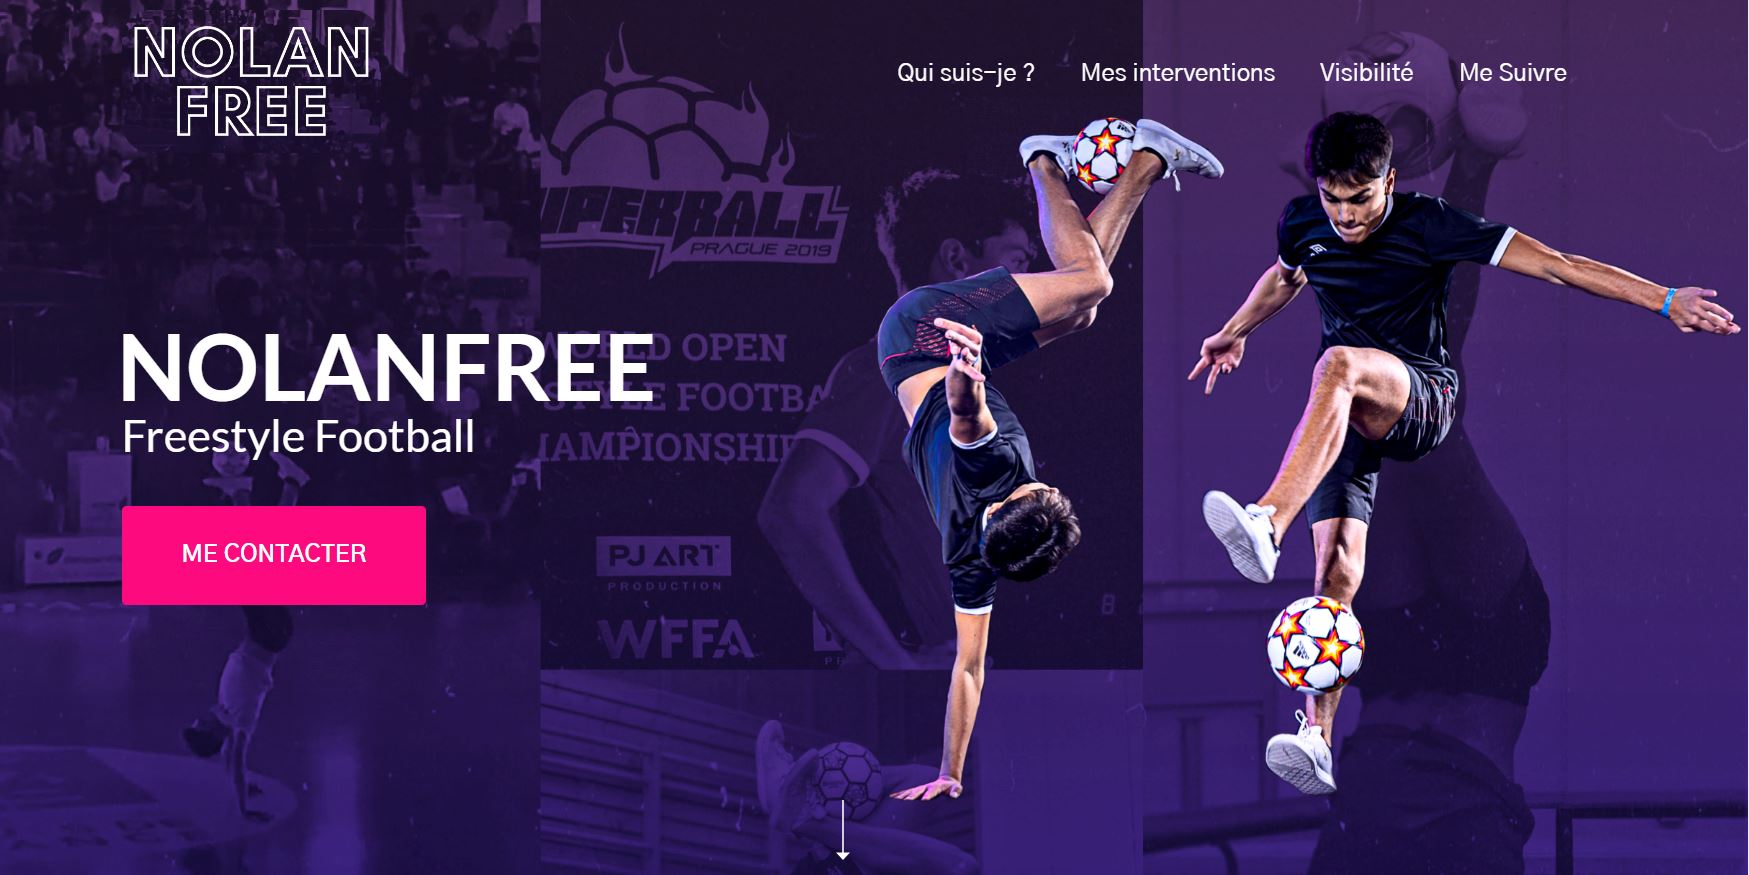 NOLAN
FREE
Qui suis-je ?
Mes interventions
Visibilité
Me Suivre
PRAGUE 2019
NOLANFREE
Freestyle Football
ME CONTACTER
OPEN
PJ ART
PRODUCTION
WFFA